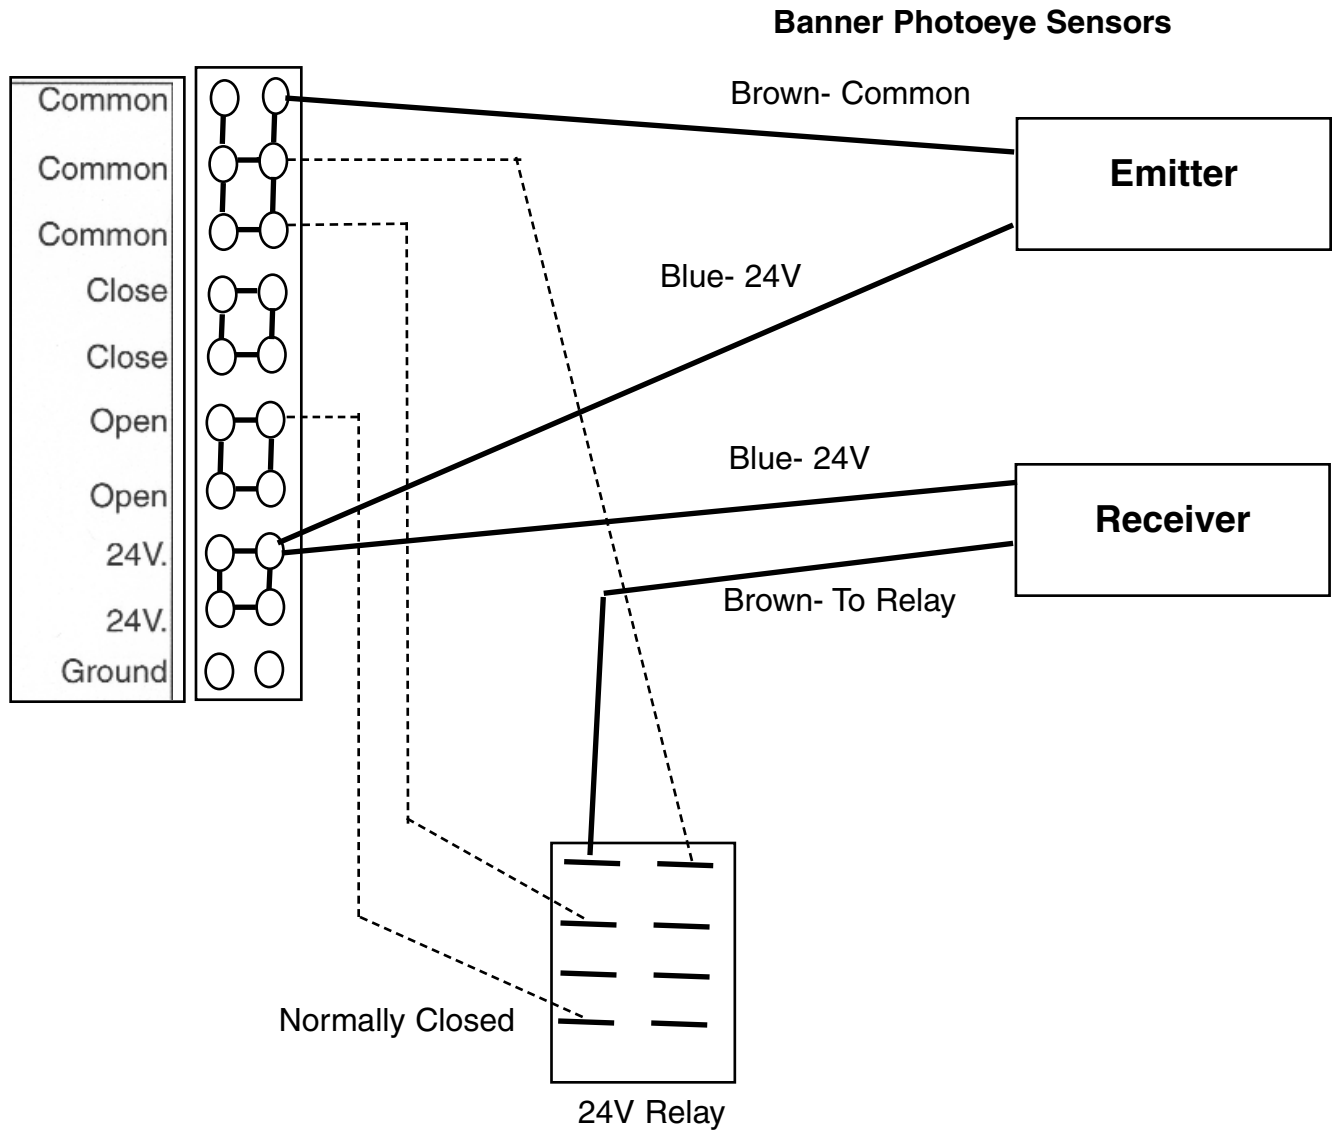 Banner Photoeye Sensors
Common
Brown- Common
Emitter
Common
Common
Blue- 24V
Close
Close
Open
Blue- 24V
Open
Receiver
24V.
Brown- To Relay
24V.
Ground
Normally Closed
24V Relay